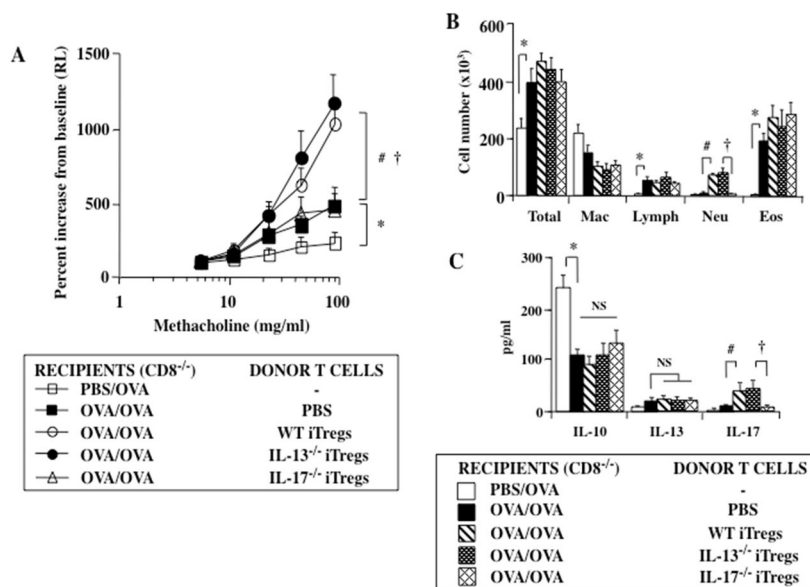 A
Percent increase from baseline (RL)
1500
1000
500
0
1
10
100
Methacholine (mg/ml)
# †
*
RECIPIENTS (CD8-/-) DONOR T CELLS
PBS/OVA -
OVA/OVA PBS
OVA/OVA WT iTregs
OVA/OVA IL-13-/- iTregs
OVA/OVA IL-17-/- iTregs
B
Cell number (x10³)
600
400
200
0
*
*
# †
*
Total Mac Lymph Neu Eos
C
pg/ml
300
200
100
0
*
NS
NS
# †
IL-10 IL-13 IL-17
RECIPIENTS (CD8-/-) DONOR T CELLS
PBS/OVA -
OVA/OVA PBS
OVA/OVA WT iTregs
OVA/OVA IL-13-/- iTregs
OVA/OVA IL-17-/- iTregs